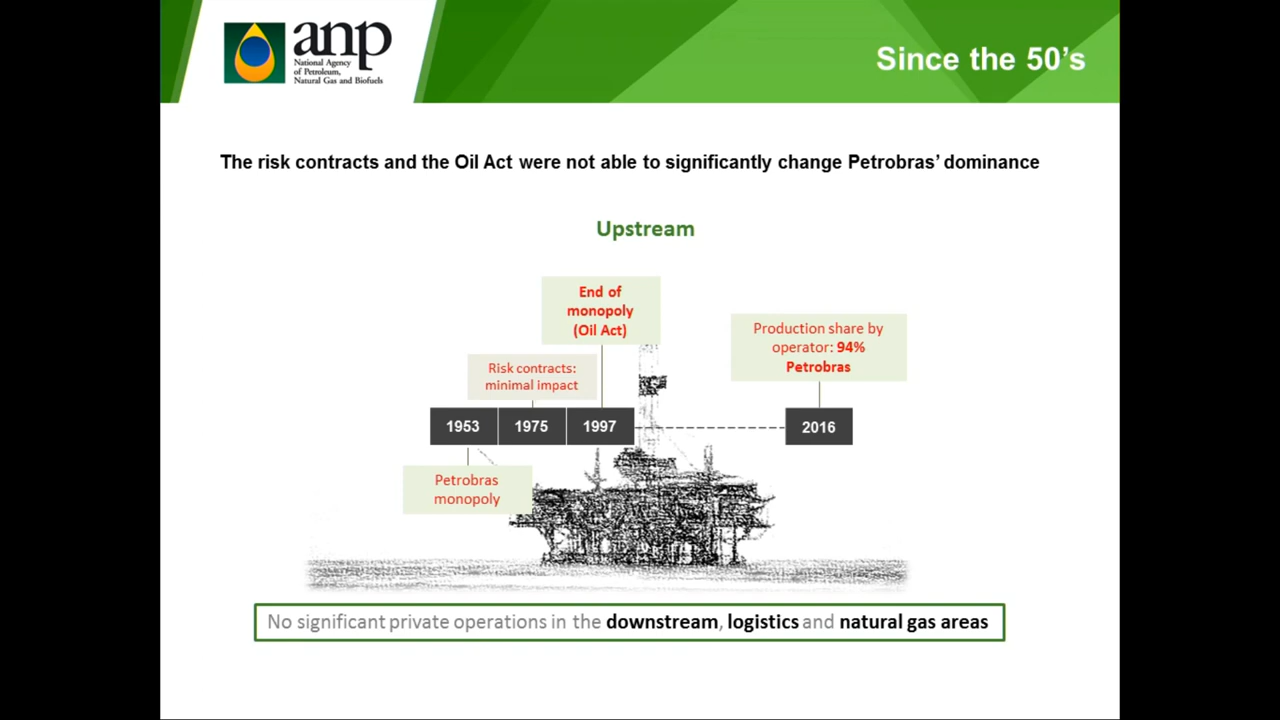 anp
National Agency
of Petroleum,
Natural Gas and Biofuels
Since the 50's
The risk contracts and the Oil Act were not able to significantly change Petrobras' dominance
Upstream
End of
monopoly
(Oil Act)
Production share by
operator: 94%
Petrobras
Risk contracts:
minimal impact
1953
1975
1997
2016
Petrobras
monopoly
No significant private operations in the downstream, logistics and natural gas areas